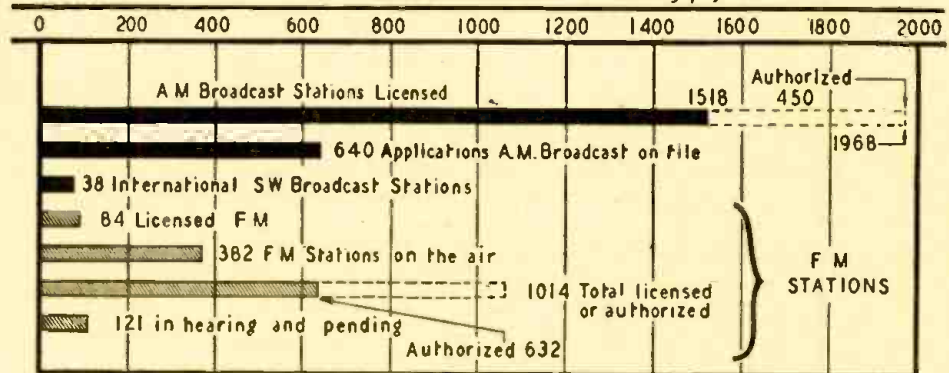 0 200 400 600 1000 1200 1400 1600 1800 2000
AM Broadcast Stations Licensed
Authorized
1518 450
1968
640 Applications A.M. Broadcast on file
38 International SW Broadcast Stations
84 Licensed FM
382 FM Stations on the air
1014 Total licensed
or authorized
FM
STATIONS
121 in hearing and pending
Authorized 632